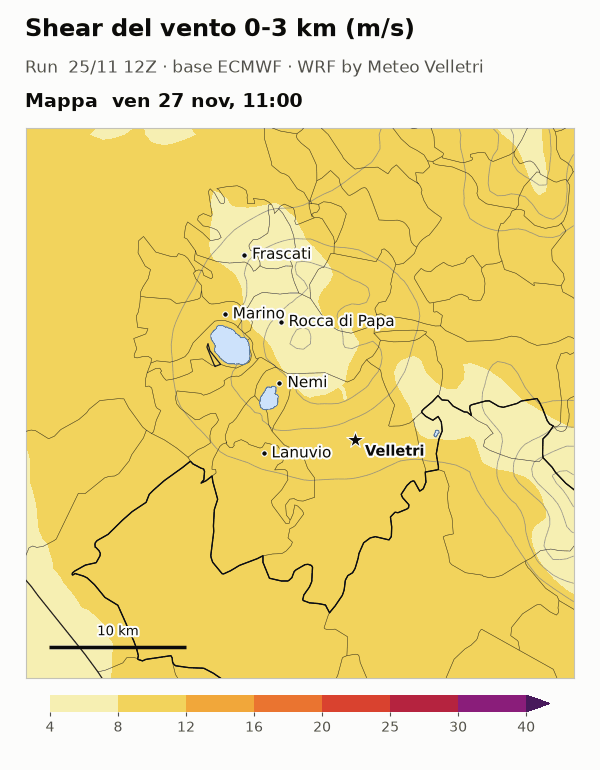 Shear del vento 0-3 km (m/s)
Run  25/11 12Z · base ECMWF · WRF by Meteo Velletri
Mappa  ven 27 nov, 11:00
Frascati
Marino
Rocca di Papa
Nemi
Velletri
Lanuvio
10 km
4 8 12 16 20 25 30 40